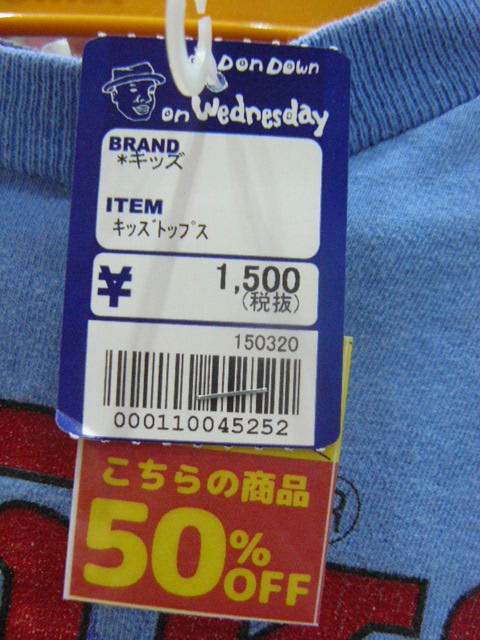 Don Down
on Wednesday
BRAND
*キッズ
ITEM
キッズトップス
¥ 1,500
(税抜)
150320
000110045252
こちらの商品
50%
OFF
®